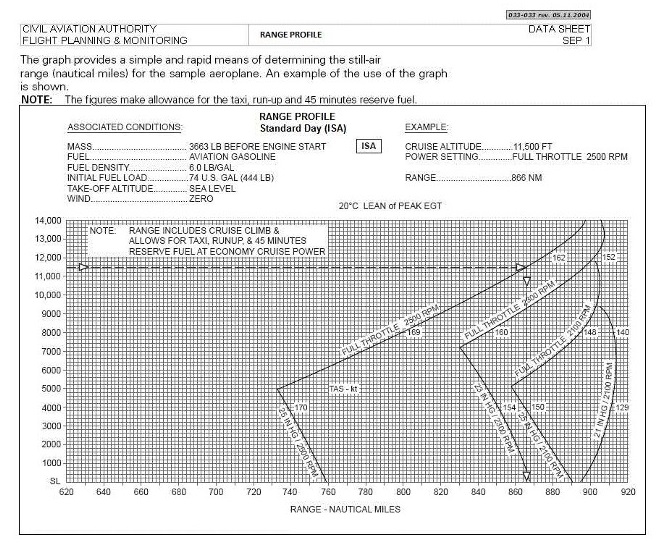 033-033 rev. 05.11.2004
CIVIL AVIATION AUTHORITY
FLIGHT PLANNING & MONITORING
RANGE PROFILE
DATA SHEET
SEP 1
The graph provides a simple and rapid means of determining the still-air
range (nautical miles) for the sample aeroplane. An example of the use of the graph
is shown.
NOTE: The figures make allowance for the taxi, run-up and 45 minutes reserve fuel.
RANGE PROFILE
Standard Day (ISA)
ASSOCIATED CONDITIONS:
ISA
EXAMPLE:
MASS.................................. 3663 LB BEFORE ENGINE START
FUEL................................... AVIATION GASOLINE
FUEL DENSITY................... 6.0 LB/GAL
INITIAL FUEL LOAD............ 74 U.S. GAL (444 LB)
TAKE-OFF ALTITUDE......... SEA LEVEL
WIND................................... ZERO
CRUISE ALTITUDE...............11,500 FT
POWER SETTING................FULL THROTTLE 2500 RPM
RANGE................................866 NM
20°C LEAN of PEAK EGT
NOTE: RANGE INCLUDES CRUISE CLIMB &
ALLOWS FOR TAXI, RUNUP, & 45 MINUTES
RESERVE FUEL AT ECONOMY CRUISE POWER
14,000
13,000
12,000
11,000
10,000
9000
8000
7000
6000
5000
4000
3000
2000
1000
SL
162
152
FULL THROTTLE 2500 RPM
169
FULL THROTTLE 2300 RPM
160
FULL THROTTLE 2100 RPM
148
140
TAS - kt
170
25 IN HG / 2500 RPM
154
23 IN HG / 2300 RPM
150
25 IN HG / 2100 RPM
129
21 IN HG / 2100 RPM
620 640 660 680 700 720 740 760 780 800 820 840 860 880 900 920
RANGE - NAUTICAL MILES